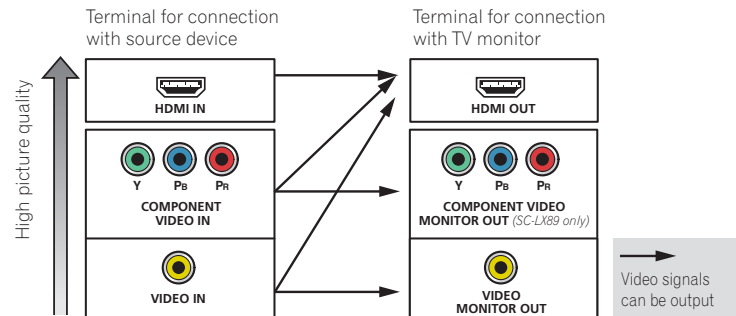 Terminal for connection
with source device
Terminal for connection
with TV monitor
High picture quality
HDMI IN
HDMI OUT
Y PB PR
COMPONENT
VIDEO IN
Y PB PR
COMPONENT VIDEO
MONITOR OUT (SC-LX89 only)
VIDEO IN
VIDEO
MONITOR OUT
Video signals
can be output